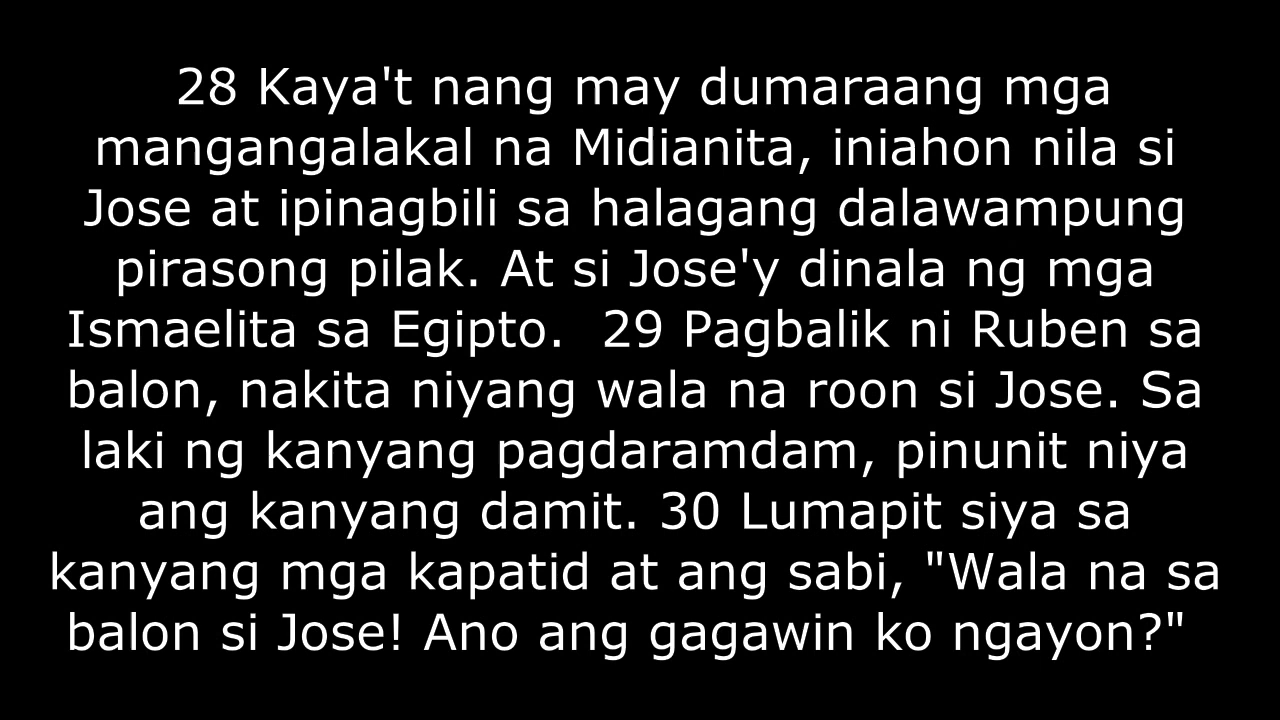 28 Kaya't nang may dumaraang mga
mangangalakal na Midianita, iniahon nila si
Jose at ipinagbili sa halagang dalawampung
pirasong pilak. At si Jose'y dinala ng mga
Ismaelita sa Egipto.  29 Pagbalik ni Ruben sa
balon, nakita niyang wala na roon si Jose. Sa
laki ng kanyang pagdaramdam, pinunit niya
ang kanyang damit. 30 Lumapit siya sa
kanyang mga kapatid at ang sabi, "Wala na sa
balon si Jose! Ano ang gagawin ko ngayon?"